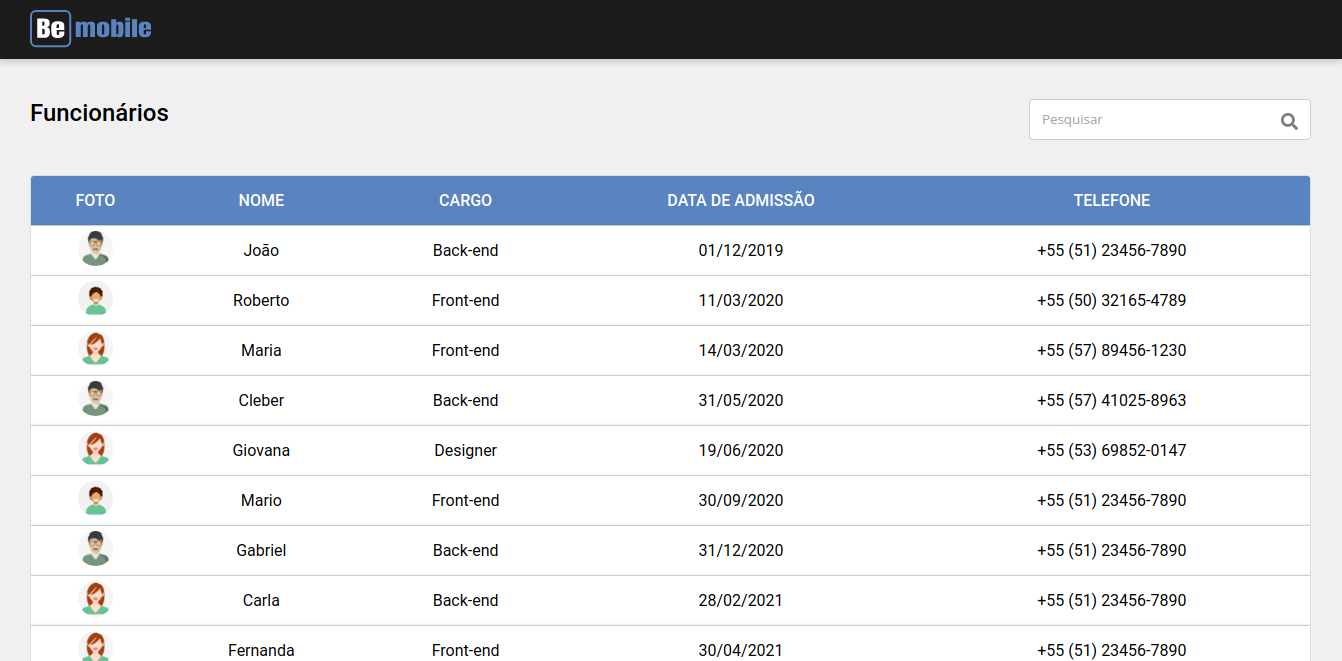 Be mobile
Funcionários
Pesquisar
FOTO NOME CARGO DATA DE ADMISSÃO TELEFONE
João Back-end 01/12/2019 +55 (51) 23456-7890
Roberto Front-end 11/03/2020 +55 (50) 32165-4789
Maria Front-end 14/03/2020 +55 (57) 89456-1230
Cleber Back-end 31/05/2020 +55 (57) 41025-8963
Giovana Designer 19/06/2020 +55 (53) 69852-0147
Mario Front-end 30/09/2020 +55 (51) 23456-7890
Gabriel Back-end 31/12/2020 +55 (51) 23456-7890
Carla Back-end 28/02/2021 +55 (51) 23456-7890
Fernanda Front-end 30/04/2021 +55 (51) 23456-7890